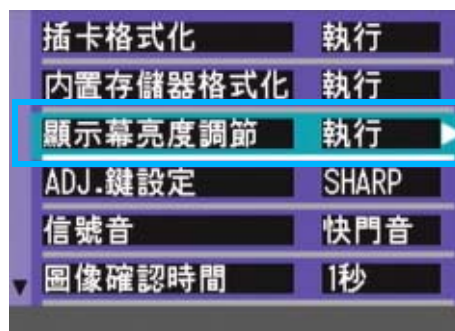 插卡格式化 執行
内置存儲器格式化 執行
顯示幕亮度調節 執行
ADJ.鍵設定 SHARP
信號音 快門音
圖像確認時間 1秒